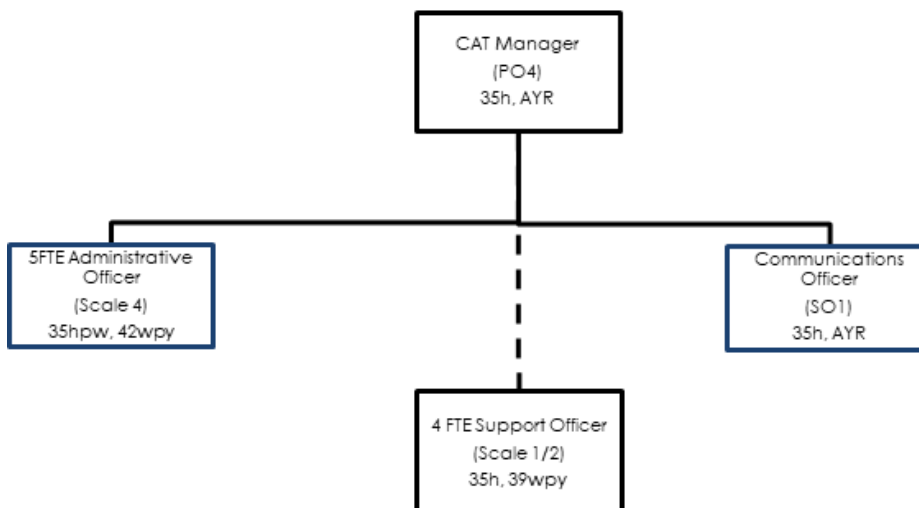 CAT Manager
(PO4)
35h, AYR
5FTE Administrative
Officer
(Scale 4)
35hpw, 42wpy
Communications
Officer
(SO1)
35h, AYR
4 FTE Support Officer
(Scale 1/2)
35h, 39wpy